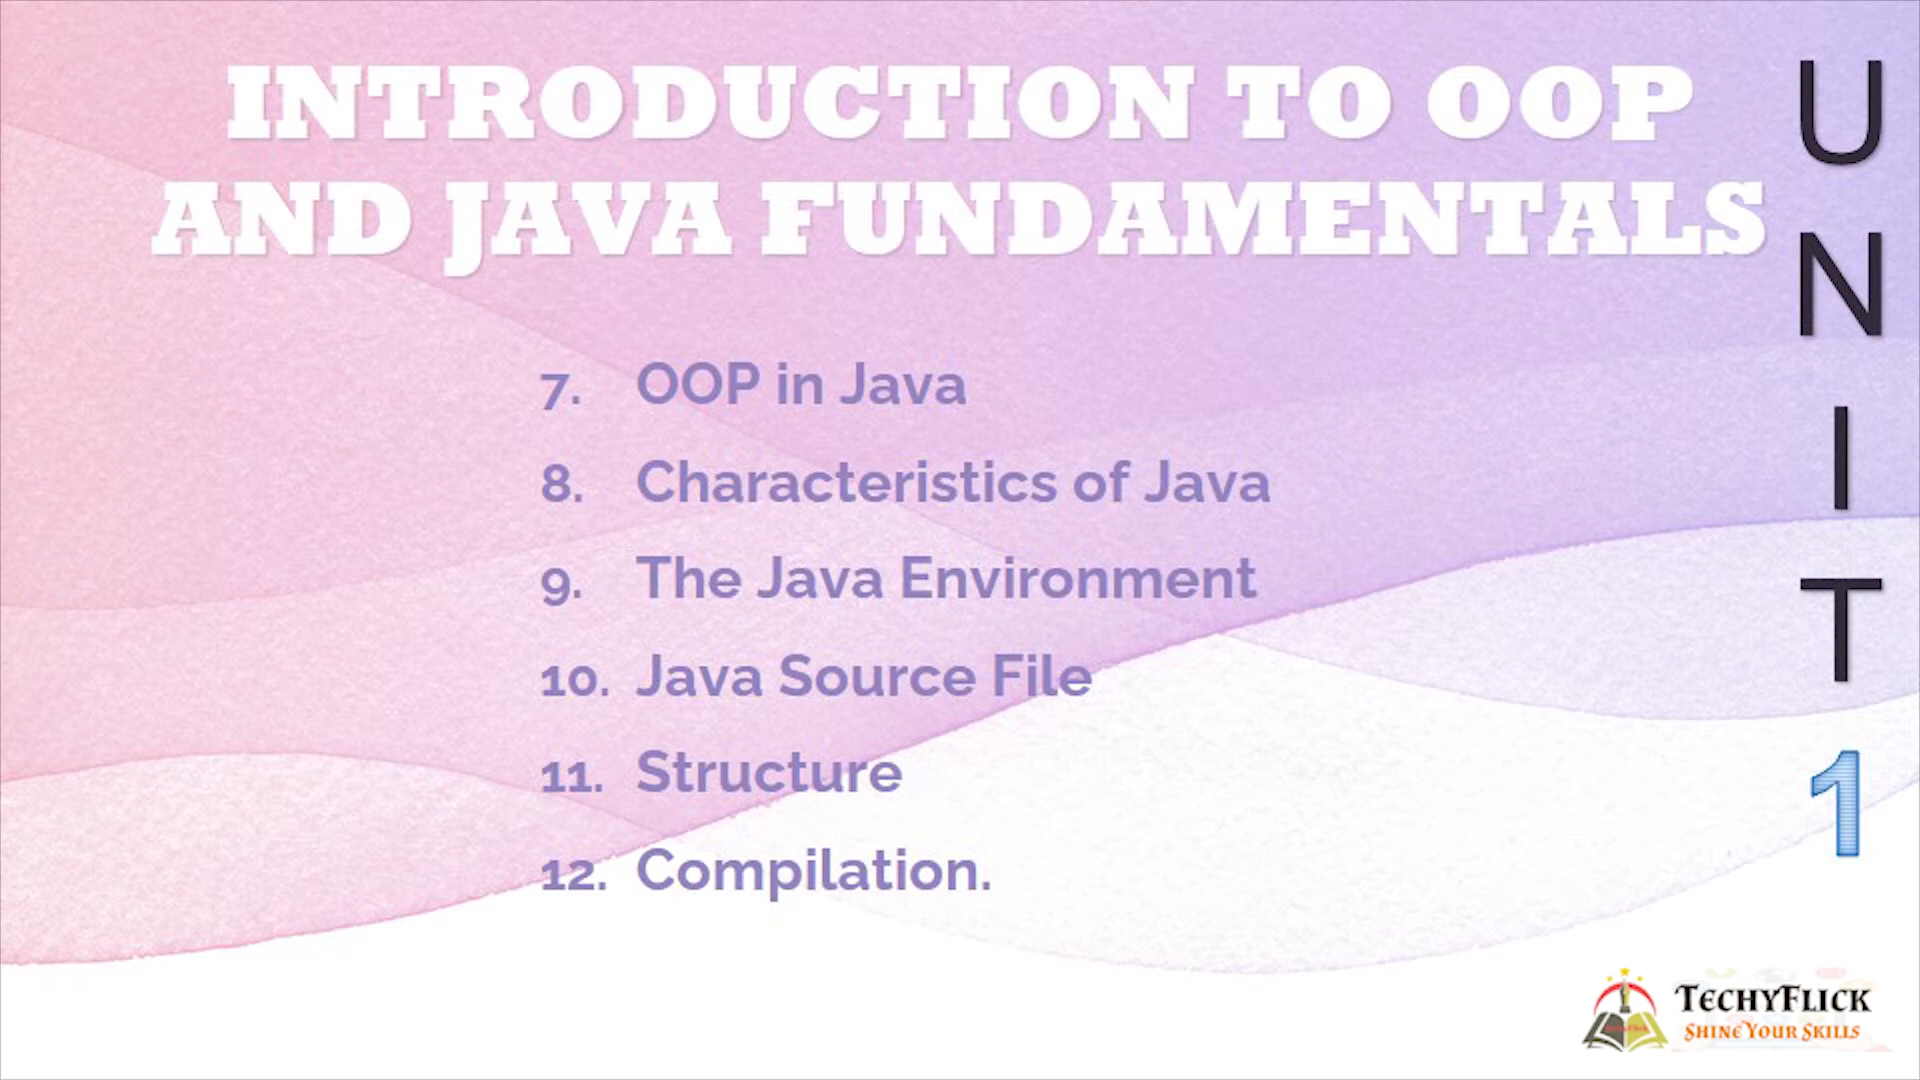 INTRODUCTION TO OOP
AND JAVA FUNDAMENTALS
7. OOP in Java
8. Characteristics of Java
9. The Java Environment
10. Java Source File
11. Structure
12. Compilation.
U
N
I
T
1
TECHYFLICK
SHINE YOUR SKILLS